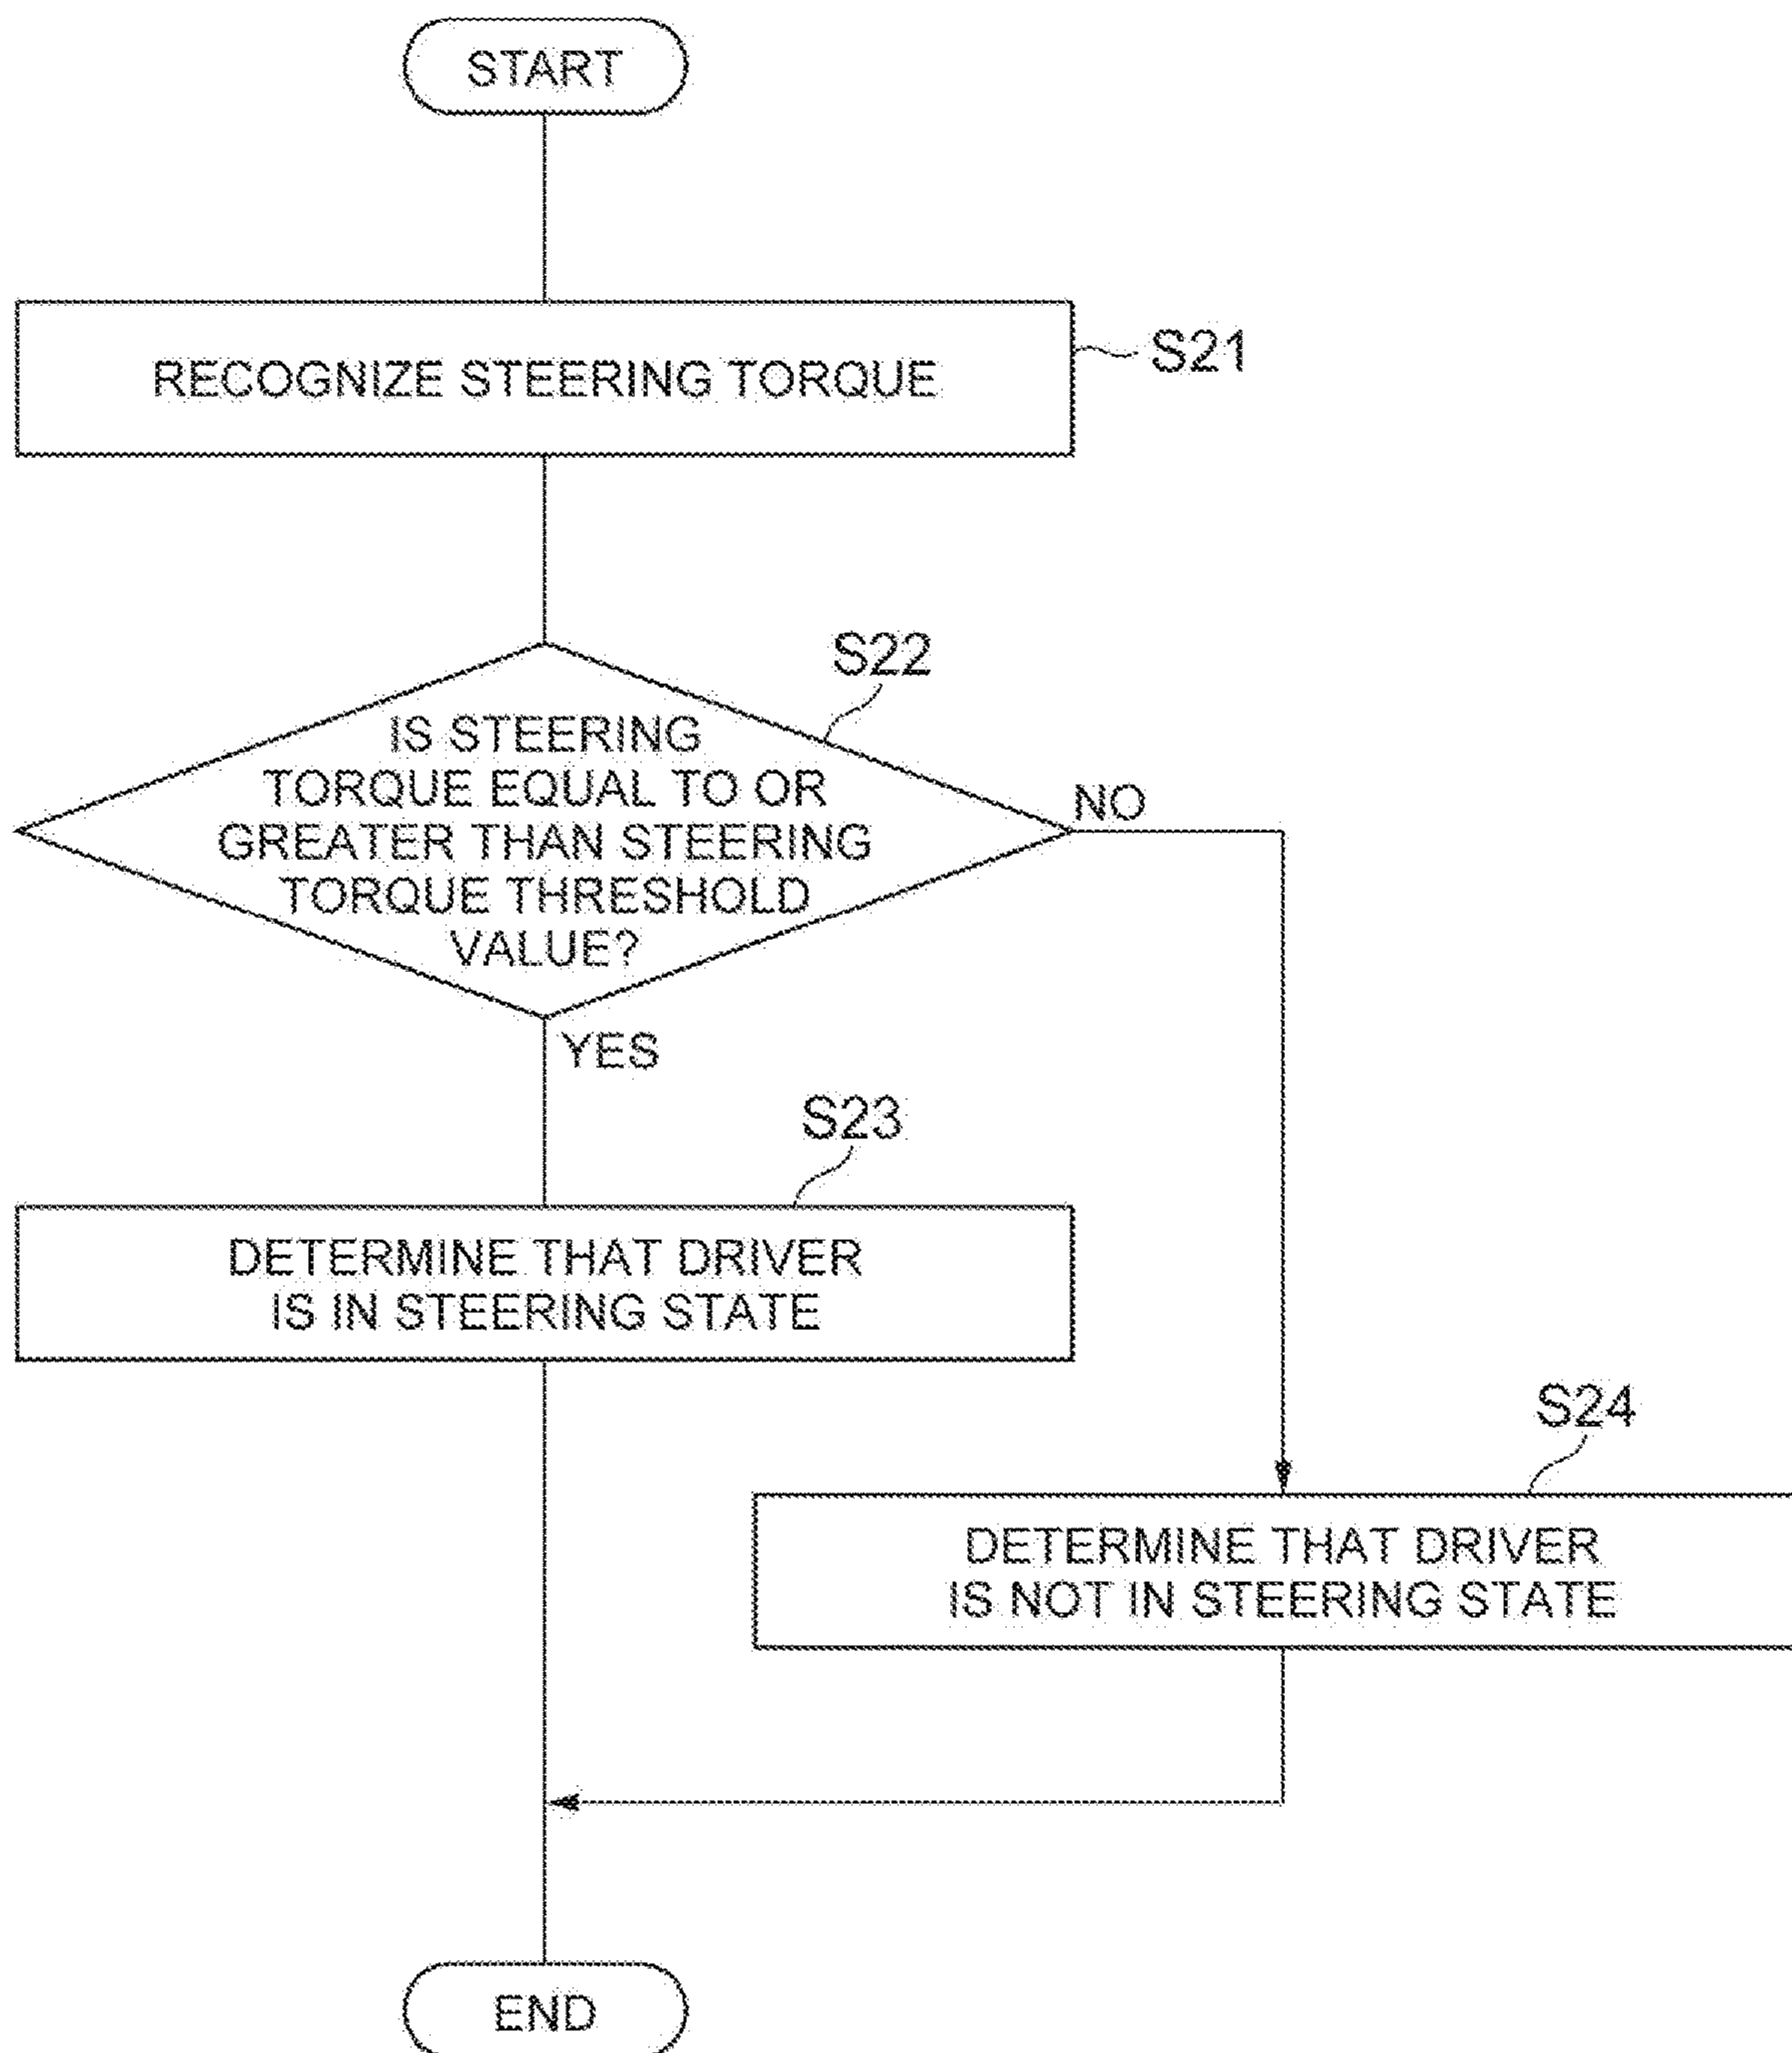 START
RECOGNIZE STEERING TORQUE
S21
S22
IS STEERING
TORQUE EQUAL TO OR
GREATER THAN STEERING
TORQUE THRESHOLD
VALUE?
NO
YES
S23
DETERMINE THAT DRIVER
IS IN STEERING STATE
S24
DETERMINE THAT DRIVER
IS NOT IN STEERING STATE
END